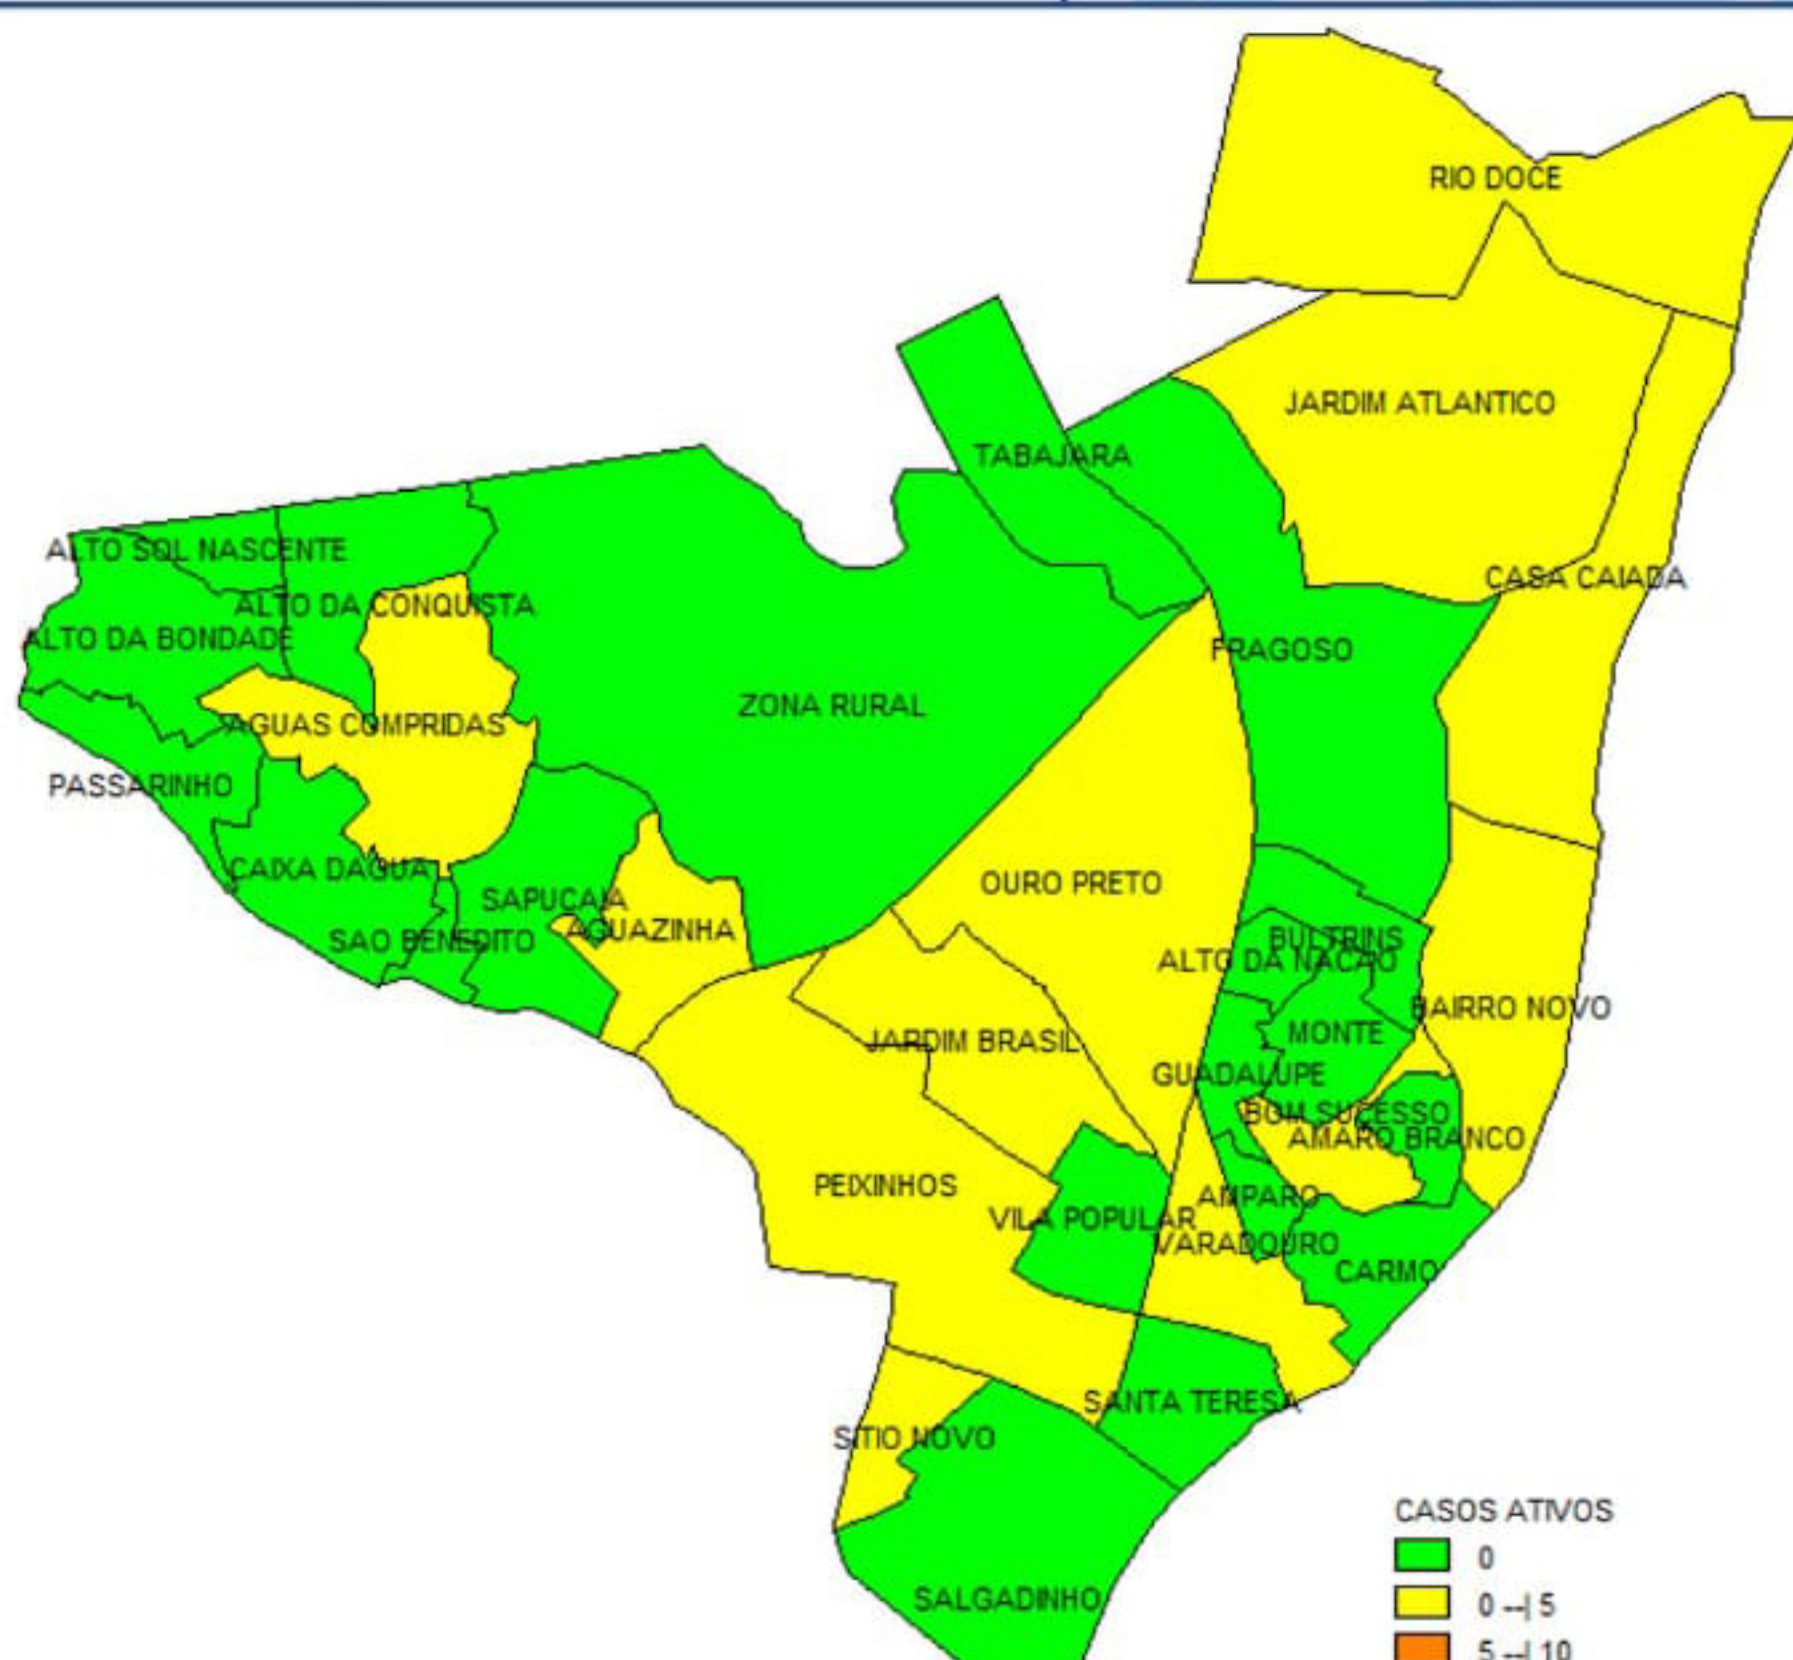 RIO DOCE
JARDIM ATLANTICO
TABAJARA
ALTO SOL NASCENTE
CASA CAIADA
ALTO DA CONQUISTA
ALTO DA BONDADE
FRAGOSO
ZONA RURAL
AGUAS COMPRIDAS
PASSARINHO
CAIXA DAGUA
OURO PRETO
SAPUCAIA
AGUAZINHA
SAO BENEDITO
BULTRINS
ALTO DA NACAO
BAIRRO NOVO
MONTE
JARDIM BRASIL
GUADALUPE
BOM SUCESSO
AMARO BRANCO
PEIXINHOS
AMPARO
VILA POPULAR
VARADOURO
CARMO
SANTA TERESA
SITIO NOVO
SALGADINHO
CASOS ATIVOS
0
0 --| 5
5 --| 10